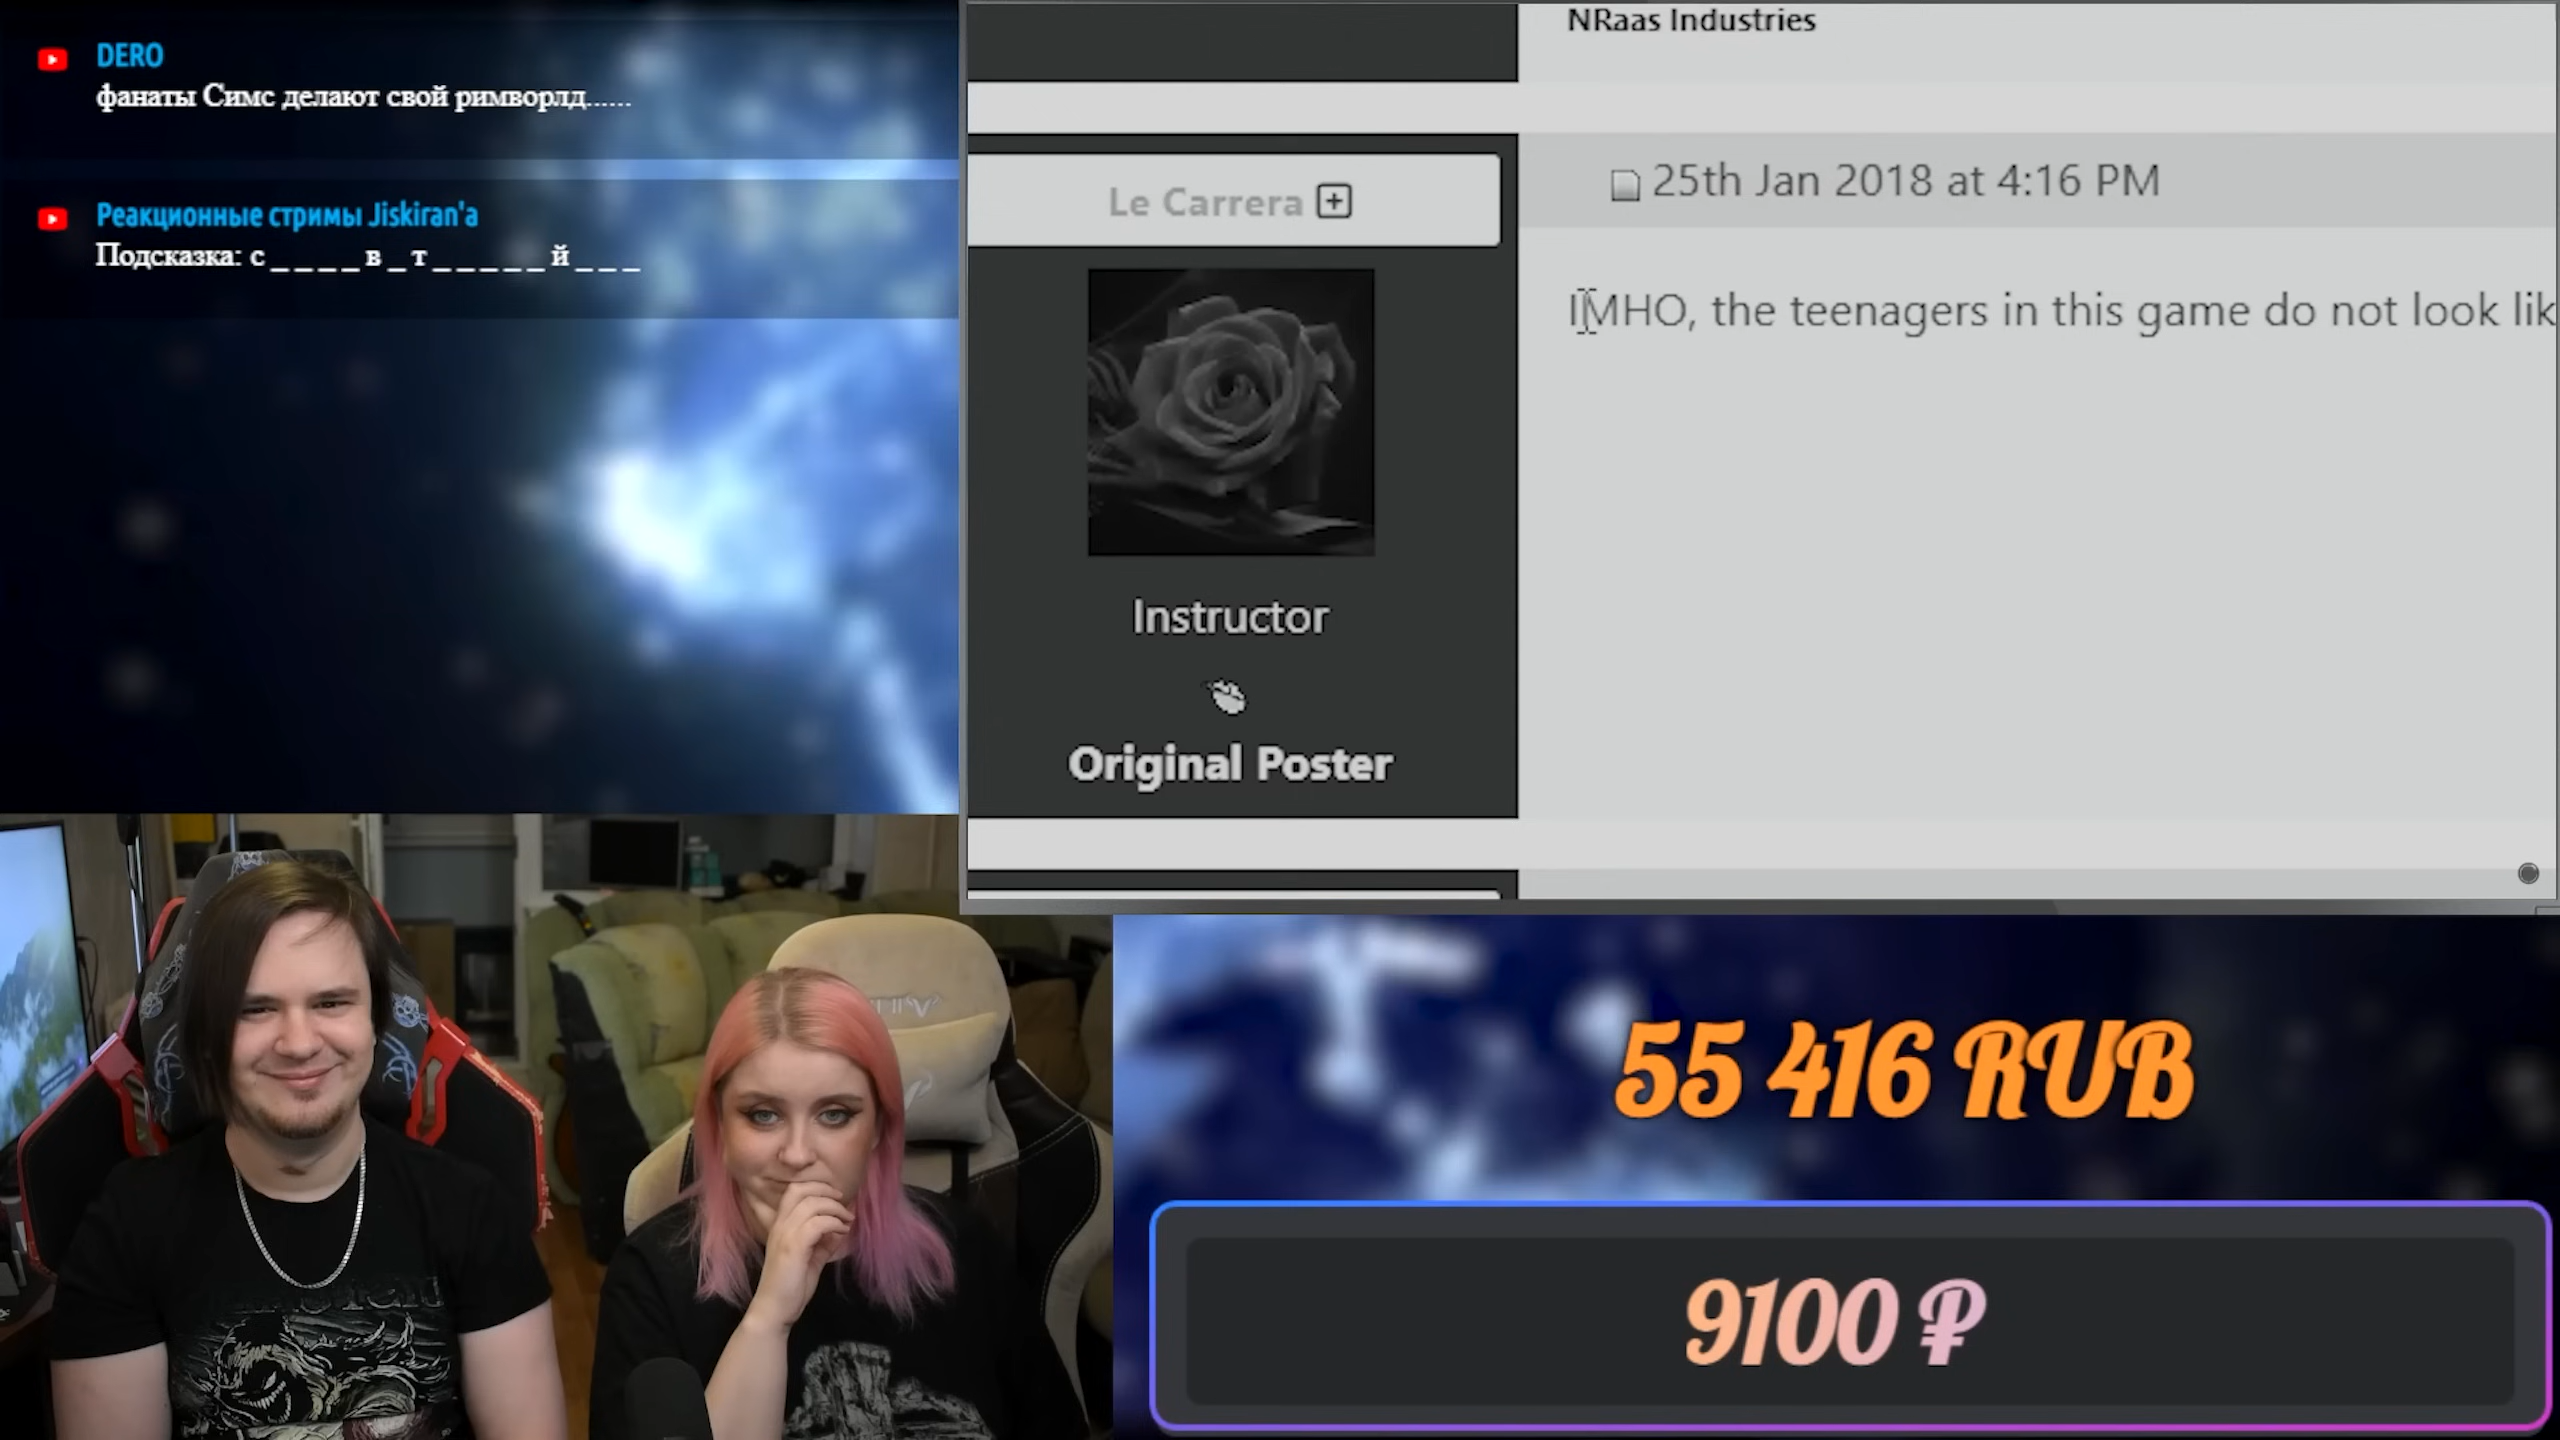 DERO
фанаты Симс делают свой римворлд......
Реакционные стримы Jiskiran'a
Подсказка: с _ _ _ _ в _ т _ _ _ _ _ й _ _ _
NRaas Industries
Le Carrera
25th Jan 2018 at 4:16 PM
IMHO, the teenagers in this game do not look lik
Instructor
Original Poster
55 416 RUB
9100 ₽